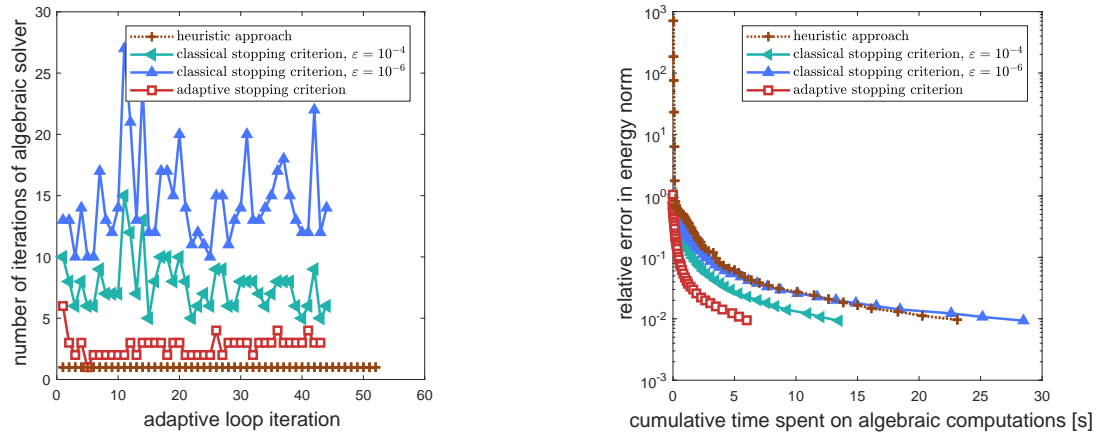 30
25
20
15
10
5
0
0 10 20 30 40 50 60
number of iterations of algebraic solver
adaptive loop iteration
heuristic approach
classical stopping criterion, ε = 10⁻⁴
classical stopping criterion, ε = 10⁻⁶
adaptive stopping criterion
10³
10²
10¹
10⁰
10⁻¹
10⁻²
10⁻³
0 5 10 15 20 25 30
relative error in energy norm
cumulative time spent on algebraic computations [s]
heuristic approach
classical stopping criterion, ε = 10⁻⁴
classical stopping criterion, ε = 10⁻⁶
adaptive stopping criterion